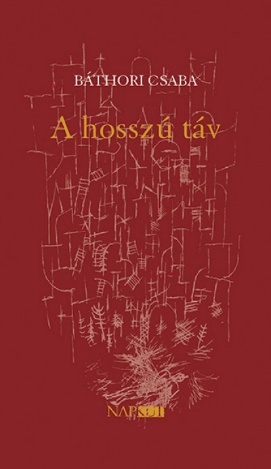 BÁTHORI CSABA
A hosszú táv
NAPKÚT